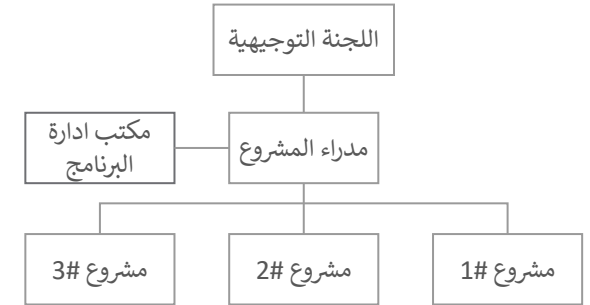 اللجنة التوجيهية
مدراء المشروع
مكتب ادارة
البرنامج
مشروع #1
مشروع #2
مشروع #3